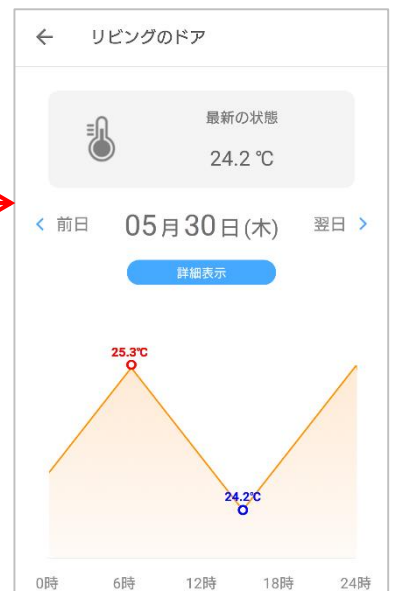 ← リビングのドア
最新の状態
24.2 ℃
< 前日 05月30日(木) 翌日 >
詳細表示
25.3℃
24.2℃
0時 6時 12時 18時 24時